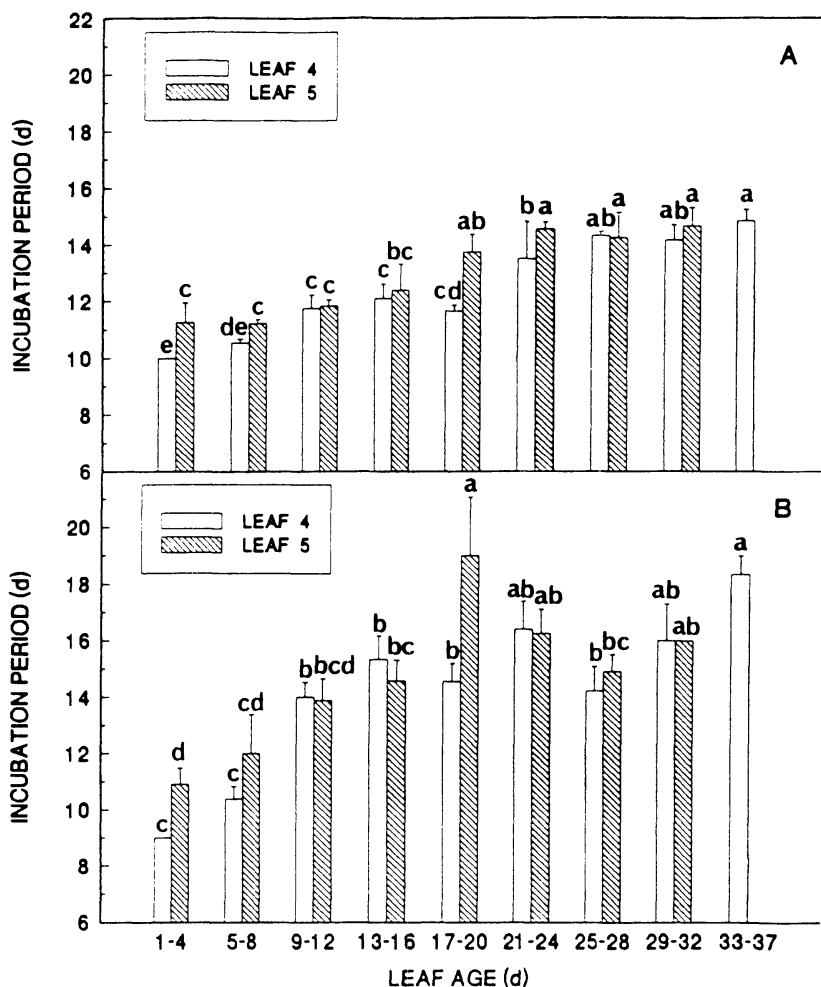 22
20
18
16
14
12
10
8
6
INCUBATION PERIOD (d)
LEAF 4
LEAF 5
A
e c
de c
c c
c bc
cd ab
b a
ab a
ab a
a
20
18
16
14
12
10
8
6
INCUBATION PERIOD (d)
LEAF 4
LEAF 5
B
c d
c cd
b bcd
b bc
b a
ab ab
b bc
ab ab
a
1-4 5-8 9-12 13-16 17-20 21-24 25-28 29-32 33-37
LEAF AGE (d)